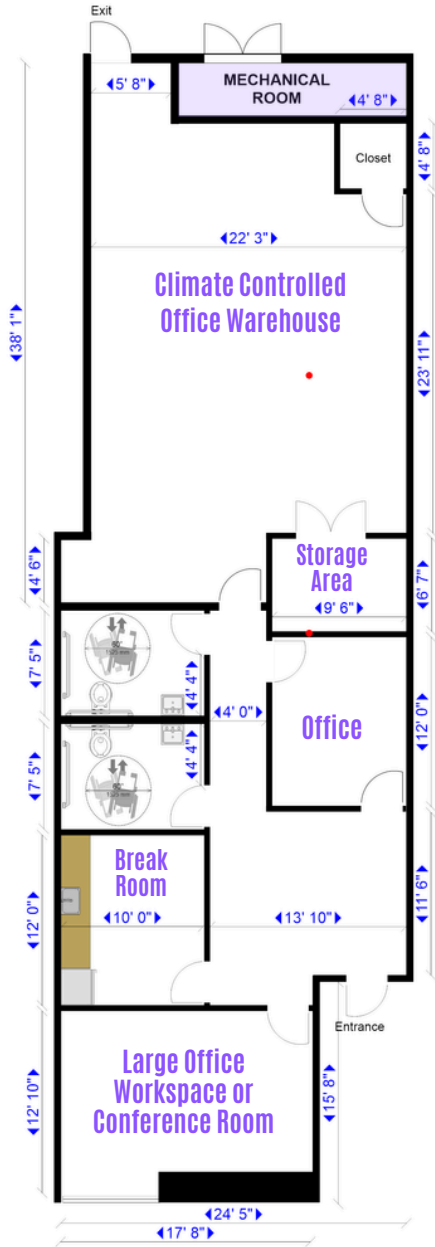 Exit
5' 8"
MECHANICAL
ROOM
4' 8"
Closet
4' 8"
22' 3"
Climate Controlled
Office Warehouse
38' 1"
23' 11"
Storage
Area
9' 6"
4' 6"
6' 7"
7' 5"
4' 4"
4' 0"
Office
12' 0"
7' 5"
4' 4"
Break
Room
10' 0"
13' 10"
12' 0"
11' 6"
Entrance
Large Office
Workspace or
Conference Room
12' 10"
15' 8"
24' 5"
17' 8"